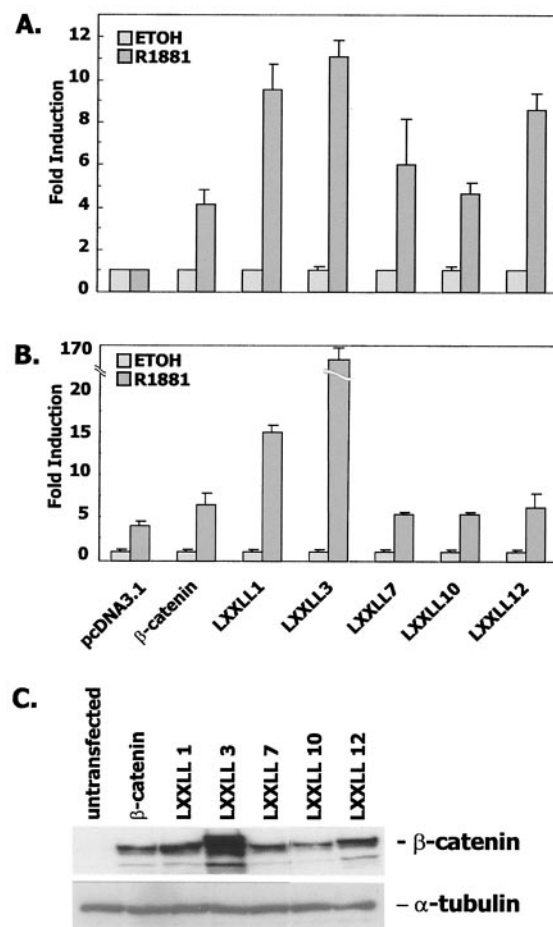 A.
ETOH
R1881
Fold Induction
12
10
8
6
4
2
0
B.
ETOH
R1881
Fold Induction
170
20
15
10
5
0
pcDNA3.1
β-catenin
LXXLL1
LXXLL3
LXXLL7
LXXLL10
LXXLL12
C.
untransfected
β-catenin
LXXLL 1
LXXLL 3
LXXLL 7
LXXLL 10
LXXLL 12
- β-catenin
– α-tubulin